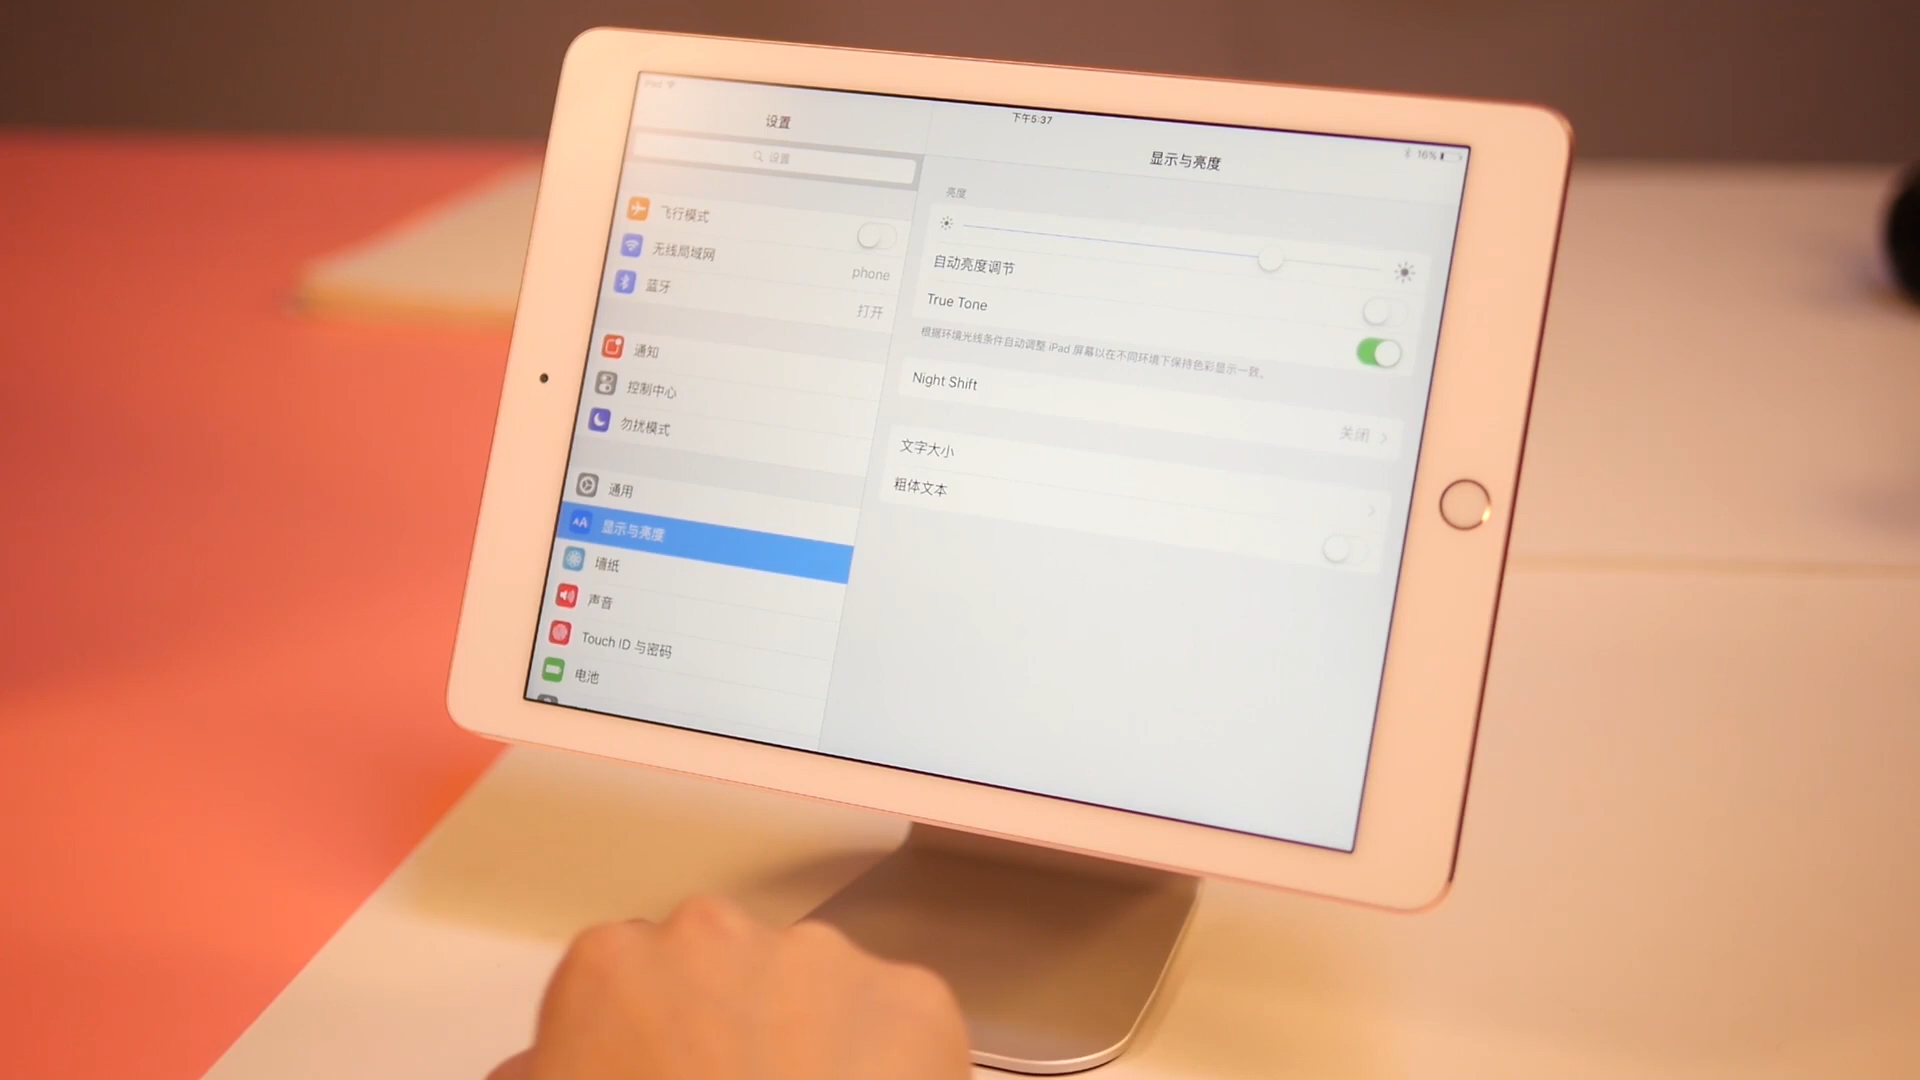 iPad
下午5:37
16%
设置
设置
飞行模式
无线局域网
phone
蓝牙
打开
通知
控制中心
勿扰模式
通用
AA
显示与亮度
墙纸
声音
Touch ID 与密码
电池
显示与亮度
亮度
自动亮度调节
True Tone
根据环境光线条件自动调整 iPad 屏幕以在不同环境下保持色彩显示一致。
Night Shift
关闭
文字大小
粗体文本